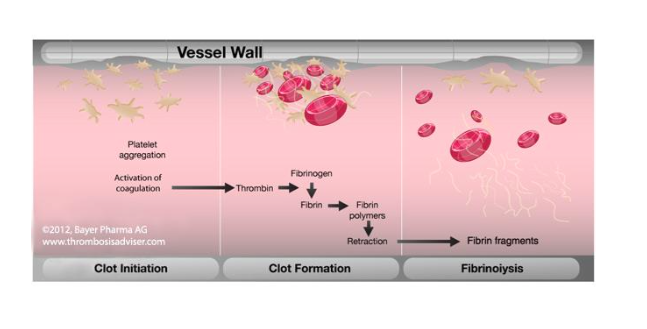 Vessel Wall
Platelet
aggregation
Activation of
coagulation
Thrombin
Fibrinogen
Fibrin
Fibrin
polymers
Retraction
Fibrin fragments
©2012, Bayer Pharma AG
www.thrombosisadviser.com
Clot Initiation
Clot Formation
Fibrinoiysis